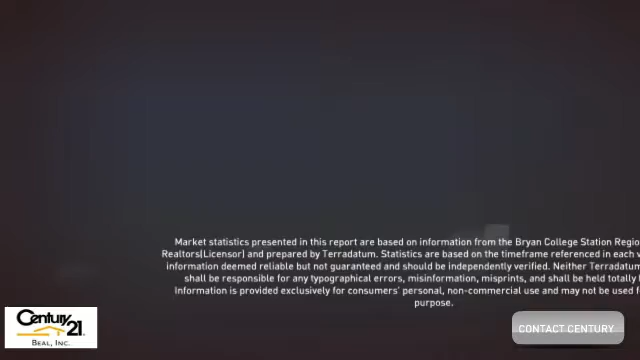 Market statistics presented in this report are based on information from the Bryan College Station Regio
Realtors(Licensor) and prepared by Terradatum. Statistics are based on the timeframe referenced in each
information deemed reliable but not guaranteed and should be independently verified. Neither Terradatum
shall be responsible for any typographical errors, misinformation, misprints, and shall be held totally
Information is provided exclusively for consumers' personal, non-commercial use and may not be used
purpose.
Century 21
BEAL, INC.
CONTACT CENTURY